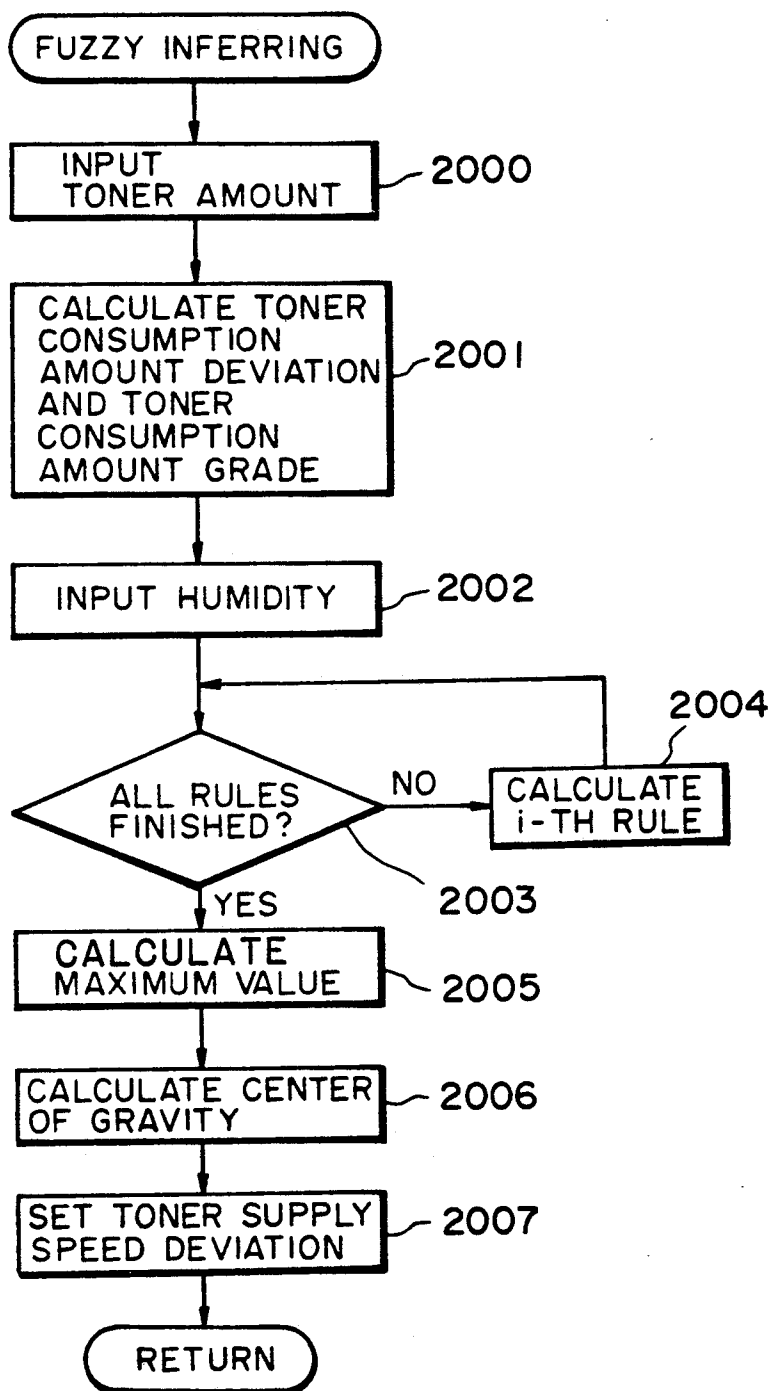 FUZZY INFERRING
INPUT
TONER AMOUNT
2000
CALCULATE TONER
CONSUMPTION
AMOUNT DEVIATION
AND TONER
CONSUMPTION
AMOUNT GRADE
2001
INPUT HUMIDITY
2002
ALL RULES
FINISHED?
2003
NO
CALCULATE
i-TH RULE
2004
YES
CALCULATE
MAXIMUM VALUE
2005
CALCULATE CENTER
OF GRAVITY
2006
SET TONER SUPPLY
SPEED DEVIATION
2007
RETURN